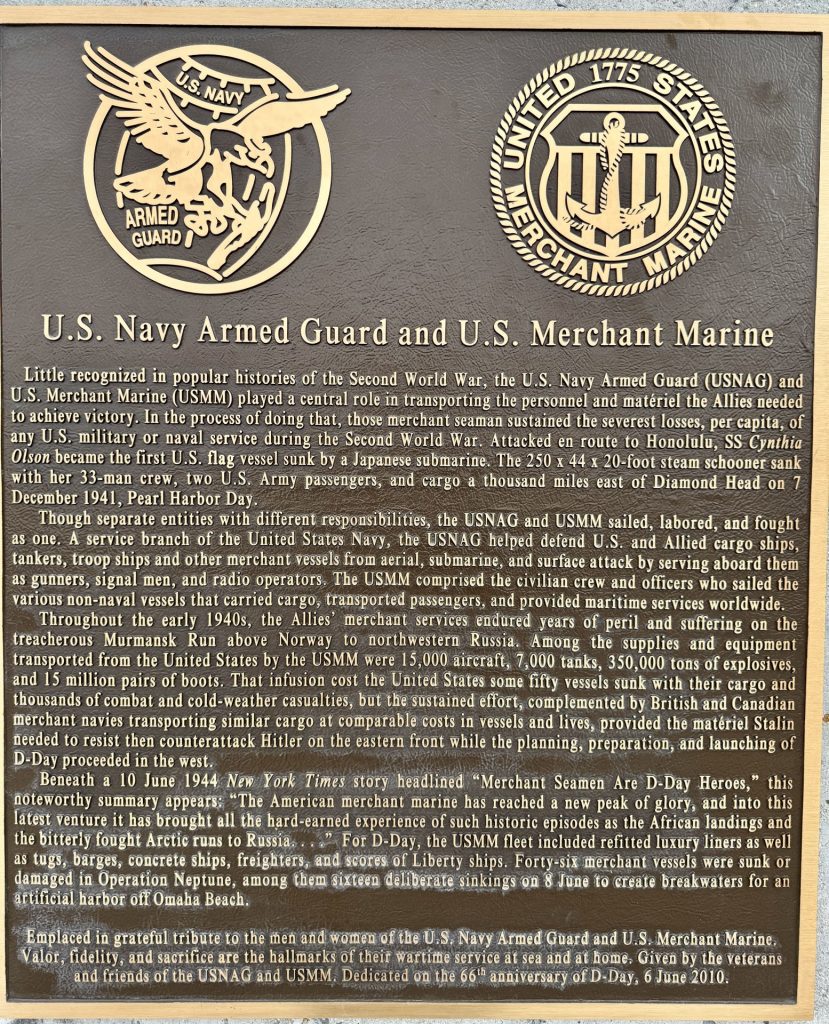 U.S. NAVY
ARMED
GUARD
UNITED 1775 STATES
MERCHANT MARINE
U.S. Navy Armed Guard and U.S. Merchant Marine
Little recognized in popular histories of the Second World War, the U.S. Navy Armed Guard (USNAG) and
U.S. Merchant Marine (USMM) played a central role in transporting the personnel and matériel the Allies needed
to achieve victory. In the process of doing that, those merchant seaman sustained the severest losses, per capita, of
any U.S. military or naval service during the Second World War. Attacked en route to Honolulu, SS Cynthia
Olson became the first U.S. flag vessel sunk by a Japanese submarine. The 250 x 44 x 20-foot steam schooner sank
with her 33-man crew, two U.S. Army passengers, and cargo a thousand miles east of Diamond Head on 7
December 1941, Pearl Harbor Day.
Though separate entities with different responsibilities, the USNAG and USMM sailed, labored, and fought
as one. A service branch of the United States Navy, the USNAG helped defend U.S. and Allied cargo ships,
tankers, troop ships and other merchant vessels from aerial, submarine, and surface attack by serving aboard them
as gunners, signal men, and radio operators. The USMM comprised the civilian crew and officers who sailed the
various non-naval vessels that carried cargo, transported passengers, and provided maritime services worldwide.
Throughout the early 1940s, the Allies' merchant services endured years of peril and suffering on the
treacherous Murmansk Run above Norway to northwestern Russia. Among the supplies and equipment
transported from the United States by the USMM were 15,000 aircraft, 7,000 tanks, 350,000 tons of explosives,
and 15 million pairs of boots. That infusion cost the United States some fifty vessels sunk with their cargo and
thousands of combat and cold-weather casualties, but the sustained effort, complemented by British and Canadian
merchant navies transporting similar cargo at comparable costs in vessels and lives, provided the matériel Stalin
needed to resist then counterattack Hitler on the eastern front while the planning, preparation, and launching of
D-Day proceeded in the west.
Beneath a 10 June 1944 New York Times story headlined “Merchant Seamen Are D-Day Heroes,” this
noteworthy summary appears: “The American merchant marine has reached a new peak of glory, and into this
latest venture it has brought all the hard-earned experience of such historic episodes as the African landings and
the bitterly fought Arctic runs to Russia. . . .” For D-Day, the USMM fleet included refitted luxury liners as well
as tugs, barges, concrete ships, freighters, and scores of Liberty ships. Forty-six merchant vessels were sunk or
damaged in Operation Neptune, among them sixteen deliberate sinkings on 8 June to create breakwaters for an
artificial harbor off Omaha Beach.
Emplaced in grateful tribute to the men and women of the U.S. Navy Armed Guard and U.S. Merchant Marine.
Valor, fidelity, and sacrifice are the hallmarks of their wartime service at sea and at home. Given by the veterans
and friends of the USNAG and USMM. Dedicated on the 66th anniversary of D-Day, 6 June 2010.